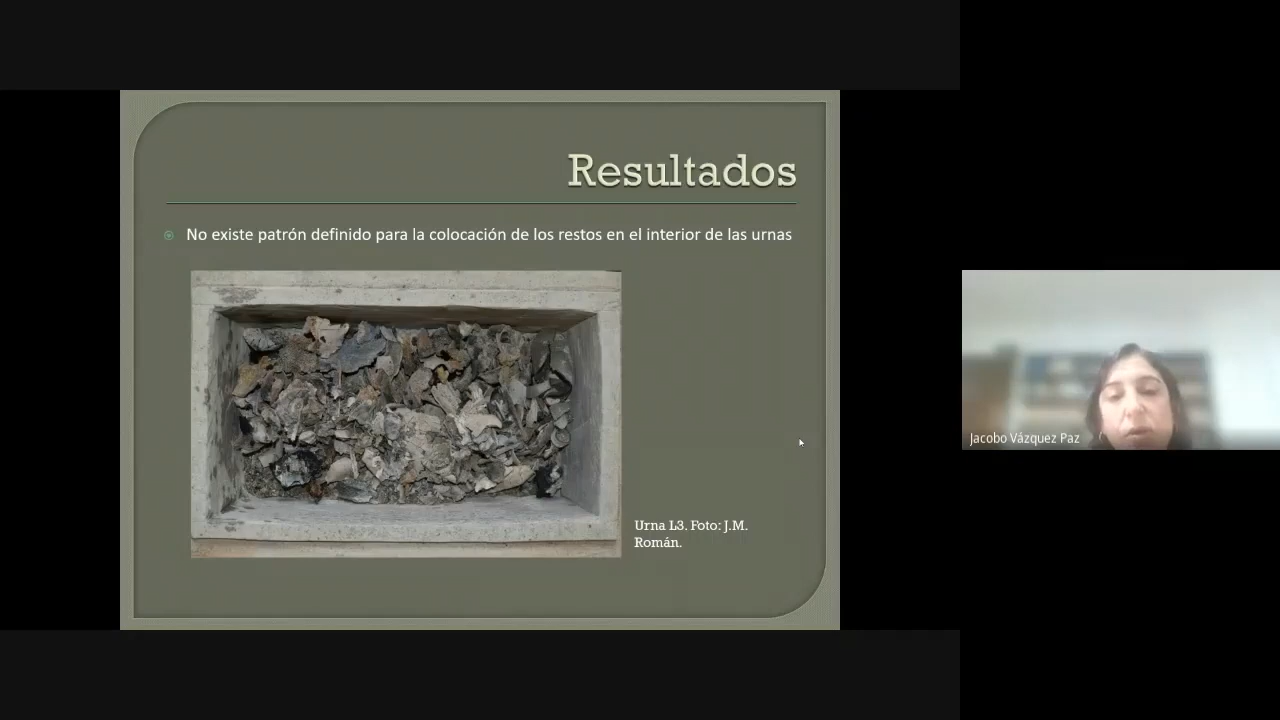 Resultados
No existe patrón definido para la colocación de los restos en el interior de las urnas
Urna L3. Foto: J.M.
Román.
Jacobo Vázquez Paz